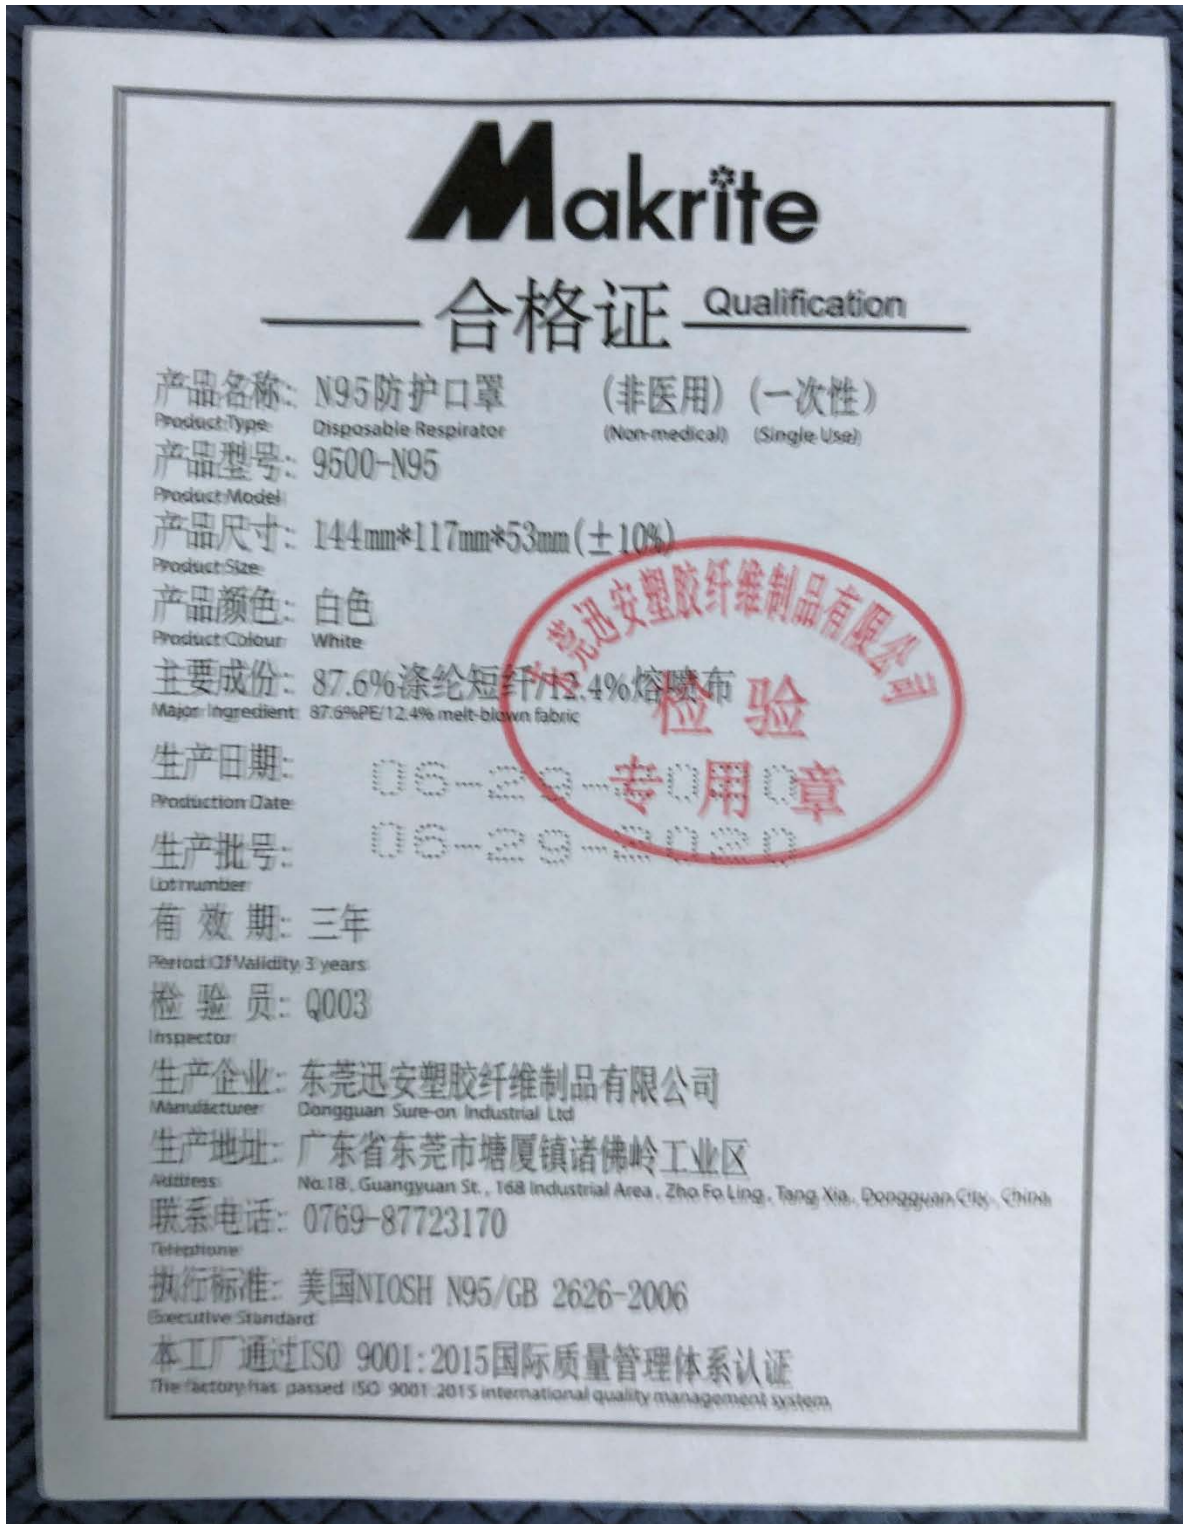 Makrite
合格证 Qualification
产品名称: N95防护口罩 (非医用) (一次性)
Product Type Disposable Respirator (Non-medical) (Single Use)
产品型号: 9500-N95
Product Model
产品尺寸: 144mm*117mm*53mm(±10%)
Product Size
产品颜色: 白色
Product Colour White
主要成份: 87.6%涤纶短纤/12.4%熔喷布
Major Ingredient 87.6%PE/12.4% melt-blown fabric
生产日期: 06-29-2020
Production Date
生产批号: 06-29-2020
Lot number
有效期: 三年
Period Of Validity 3 years
检验员: Q003
Inspector
生产企业: 东莞迅安塑胶纤维制品有限公司
Manufacturer Dongguan Sure-on Industrial Ltd
生产地址: 广东省东莞市塘厦镇诸佛岭工业区
Address No.18, Guangyuan St., 168 Industrial Area, Zho Fo Ling, Tang Xia, Dongguan City, China
联系电话: 0769-87723170
Telephone
执行标准: 美国NIOSH N95/GB 2626-2006
Executive Standard
本工厂通过ISO 9001:2015国际质量管理体系认证
The factory has passed ISO 9001:2015 international quality management system
东莞迅安塑胶纤维制品有限公司
检验
专用章